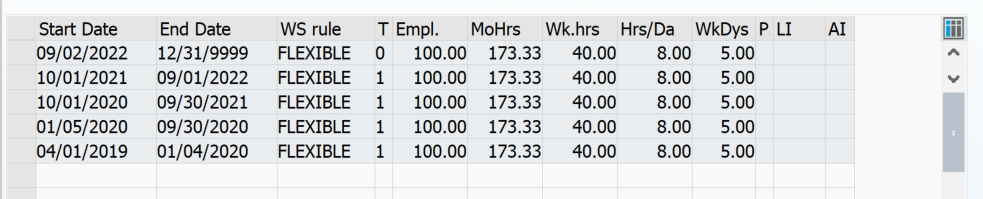 Start Date End Date WS rule T Empl. MoHrs Wk.hrs Hrs/Da WkDys P LI AI
09/02/2022 12/31/9999 FLEXIBLE 0 100.00 173.33 40.00 8.00 5.00
10/01/2021 09/01/2022 FLEXIBLE 1 100.00 173.33 40.00 8.00 5.00
10/01/2020 09/30/2021 FLEXIBLE 1 100.00 173.33 40.00 8.00 5.00
01/05/2020 09/30/2020 FLEXIBLE 1 100.00 173.33 40.00 8.00 5.00
04/01/2019 01/04/2020 FLEXIBLE 1 100.00 173.33 40.00 8.00 5.00